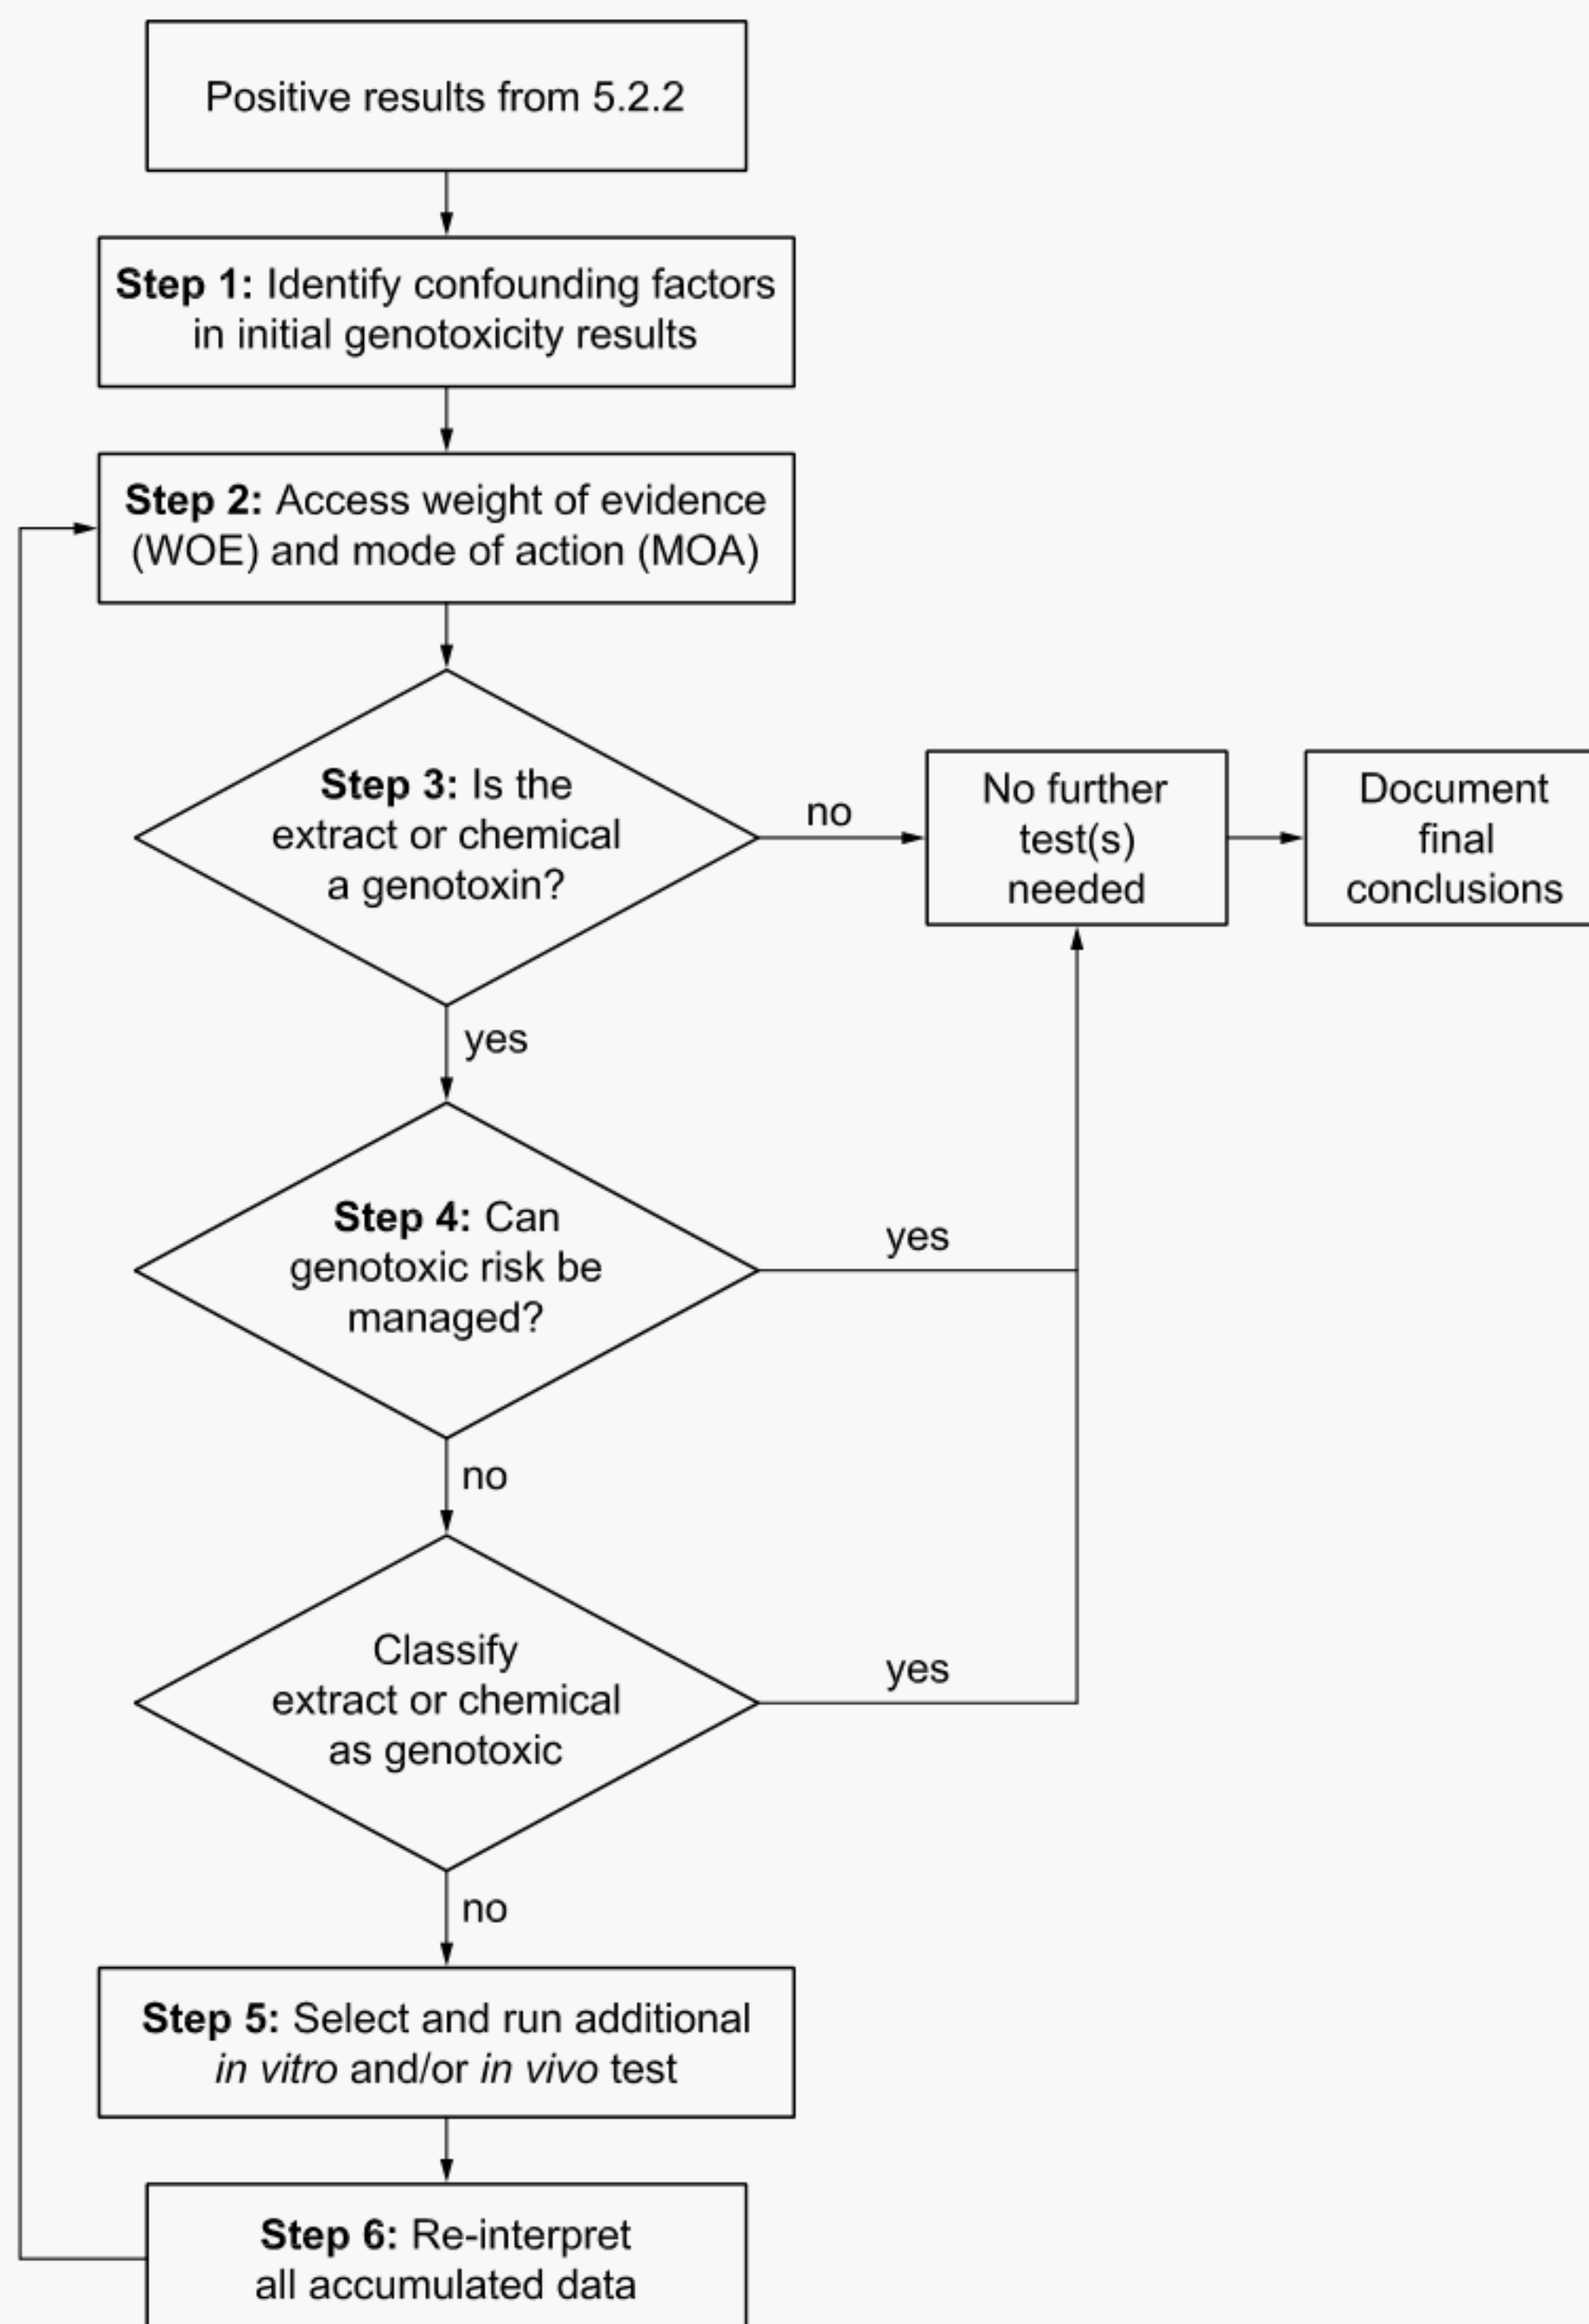 Positive results from 5.2.2
Step 1: Identify confounding factors
in initial genotoxicity results
Step 2: Access weight of evidence
(WOE) and mode of action (MOA)
Step 3: Is the
extract or chemical
a genotoxin?
no
No further
test(s)
needed
Document
final
conclusions
yes
Step 4: Can
genotoxic risk be
managed?
yes
no
Classify
extract or chemical
as genotoxic
yes
no
Step 5: Select and run additional
in vitro and/or in vivo test
Step 6: Re-interpret
all accumulated data